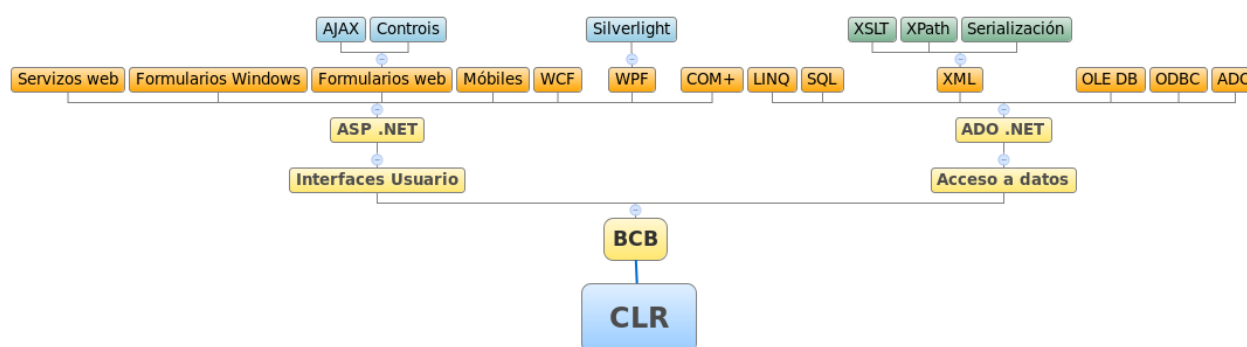 AJAX Controis Silverlight XSLT XPath Serialización
Servizos web Formularios Windows Formularios web Móbiles WCF WPF COM+ LINQ SQL XML OLE DB ODBC ADO
ASP .NET ADO .NET
Interfaces Usuario Acceso a datos
BCB
CLR